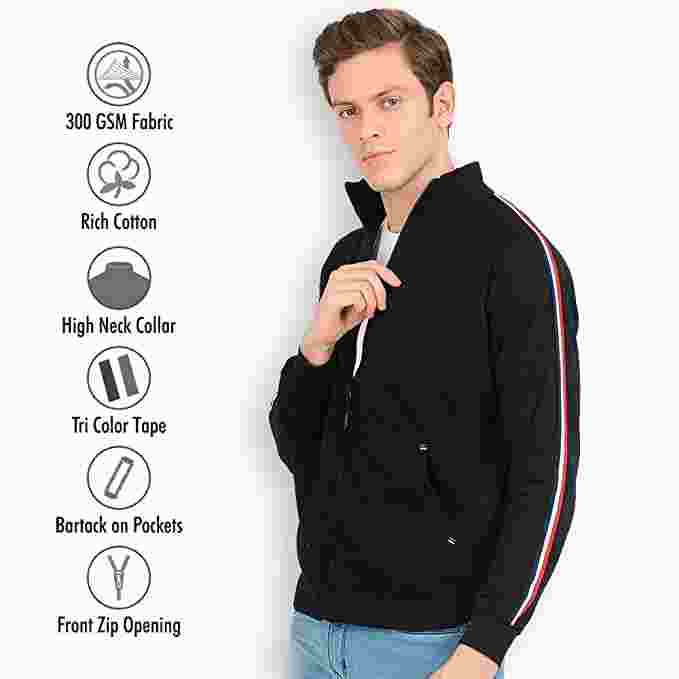 300 GSM Fabric
Rich Cotton
High Neck Collar
Tri Color Tape
Bartack on Pockets
Front Zip Opening